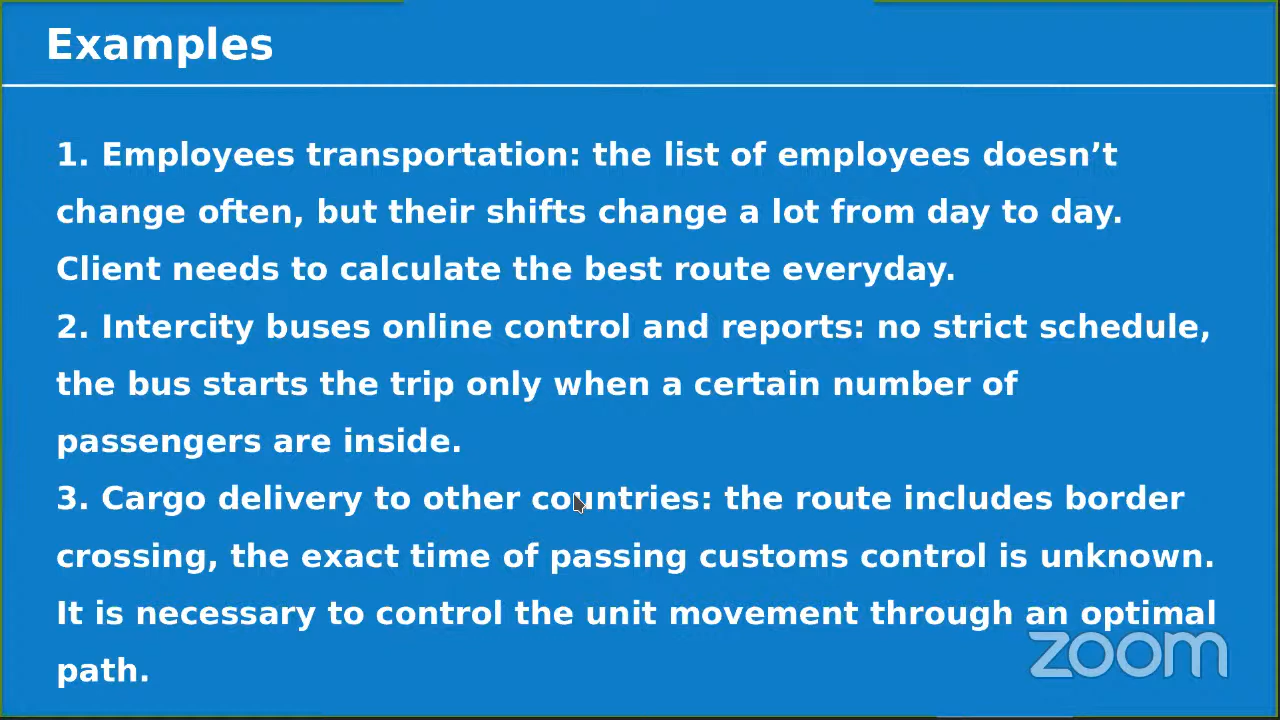 Examples
1. Employees transportation: the list of employees doesn’t
change often, but their shifts change a lot from day to day.
Client needs to calculate the best route everyday.
2. Intercity buses online control and reports: no strict schedule,
the bus starts the trip only when a certain number of
passengers are inside.
3. Cargo delivery to other countries: the route includes border
crossing, the exact time of passing customs control is unknown.
It is necessary to control the unit movement through an optimal
path.
zoom